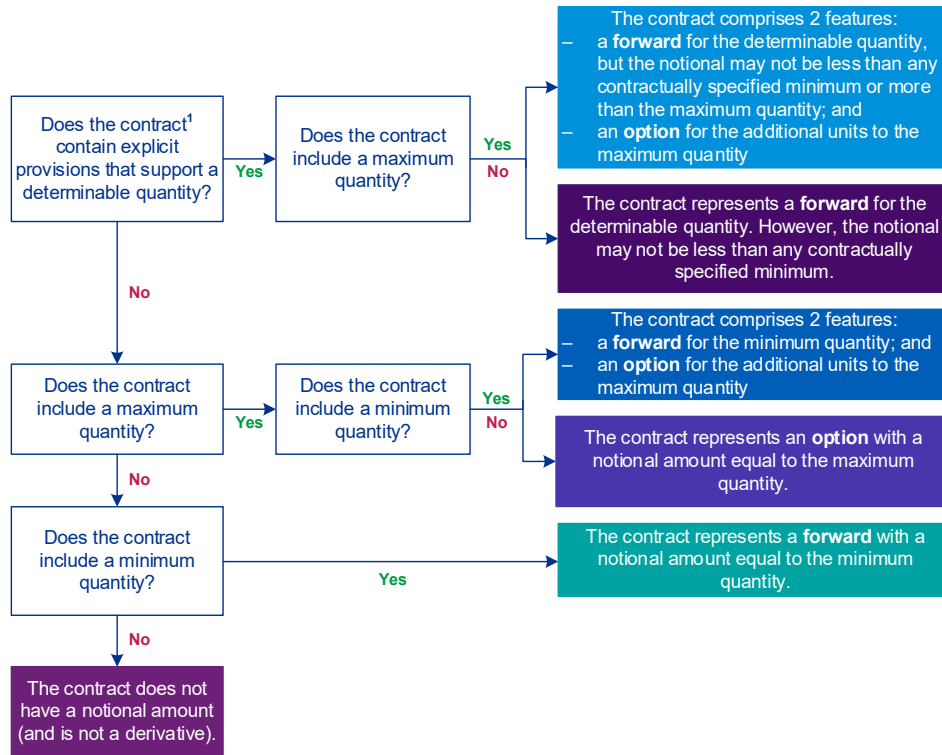 Does the contract¹
contain explicit
provisions that support a
determinable quantity?
Yes
Does the contract
include a maximum
quantity?
Yes
No
The contract comprises 2 features:
– a forward for the determinable quantity,
but the notional may not be less than any
contractually specified minimum or more
than the maximum quantity; and
– an option for the additional units to the
maximum quantity
The contract represents a forward for the
determinable quantity. However, the notional
may not be less than any contractually
specified minimum.
No
Does the contract
include a maximum
quantity?
Yes
Does the contract
include a minimum
quantity?
Yes
No
The contract comprises 2 features:
– a forward for the minimum quantity; and
– an option for the additional units to the
maximum quantity
The contract represents an option with a
notional amount equal to the maximum
quantity.
No
Does the contract
include a minimum
quantity?
Yes
The contract represents a forward with a
notional amount equal to the minimum
quantity.
No
The contract does not
have a notional amount
(and is not a derivative).